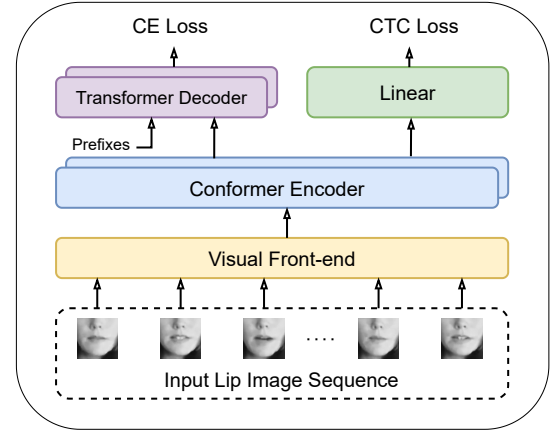 CE Loss
CTC Loss
Transformer Decoder
Linear
Prefixes
Conformer Encoder
Visual Front-end
....
Input Lip Image Sequence